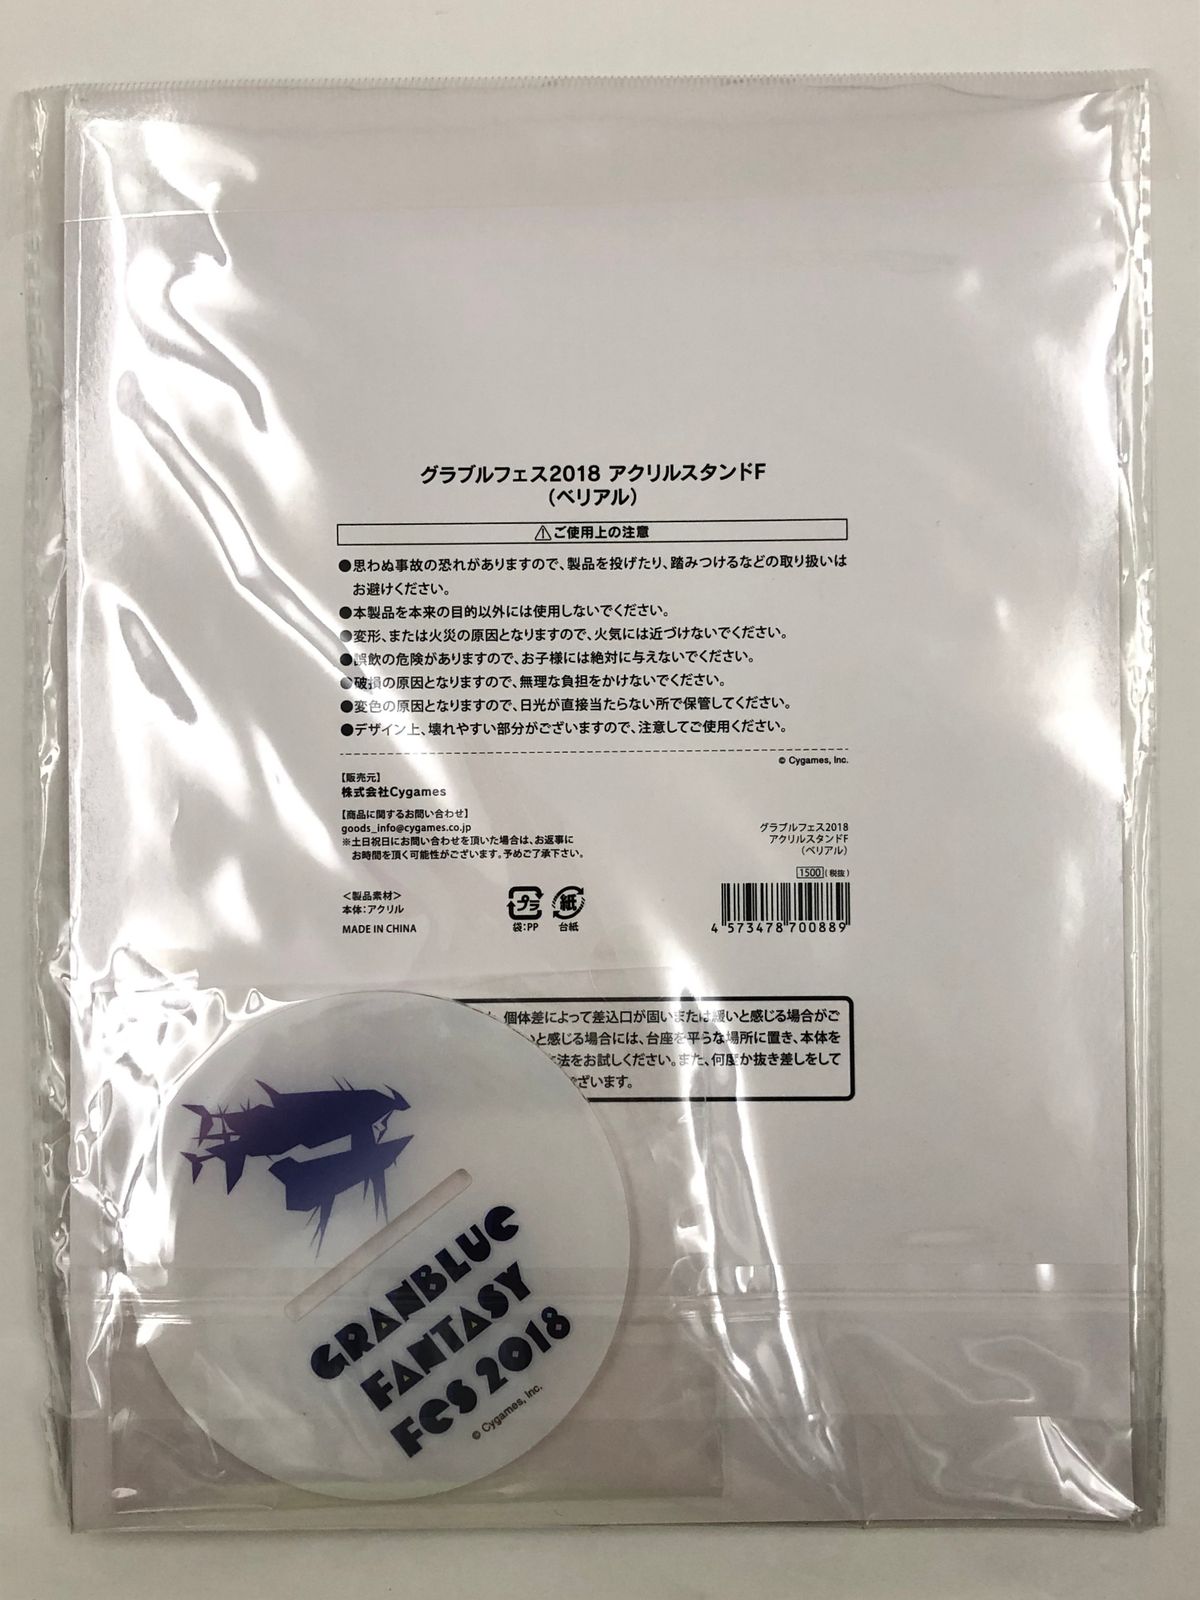 グラブルフェス2018 アクリルスタンドF
(ベリアル)
⚠ご使用上の注意
●思わぬ事故の恐れがありますので、製品を投げたり、踏みつけるなどの取り扱いは
お避けください。
●本製品を本来の目的以外には使用しないでください。
●変形、または火災の原因となりますので、火気には近づけないでください。
●誤飲の危険がありますので、お子様には絶対に与えないでください。
●破損の原因となりますので、無理な負担をかけないでください。
●変色の原因となりますので、日光が直接当たらない所で保管してください。
●デザイン上、壊れやすい部分がございますので、注意してご使用ください。
© Cygames, Inc.
【販売元】
株式会社Cygames
【商品に関するお問い合わせ】
goods_info@cygames.co.jp
※土日祝日にお問い合わせを頂いた場合は、お返事に
お時間を頂く可能性がございます。予めご了承下さい。
グラブルフェス2018
アクリルスタンドF
(ベリアル)
1500(税抜)
<製品素材>
本体:アクリル
MADE IN CHINA
プラ
袋:PP
紙
台紙
4 573478 700889
個体差によって差込口が固いまたは緩いと感じる場合がご
いと感じる場合には、台座を平らな場所に置き、本体を
法をお試しください。また、何度か抜き差しをして
ざいます。
GRANBLUE
FANTASY
FES 2018
© Cygames, Inc.